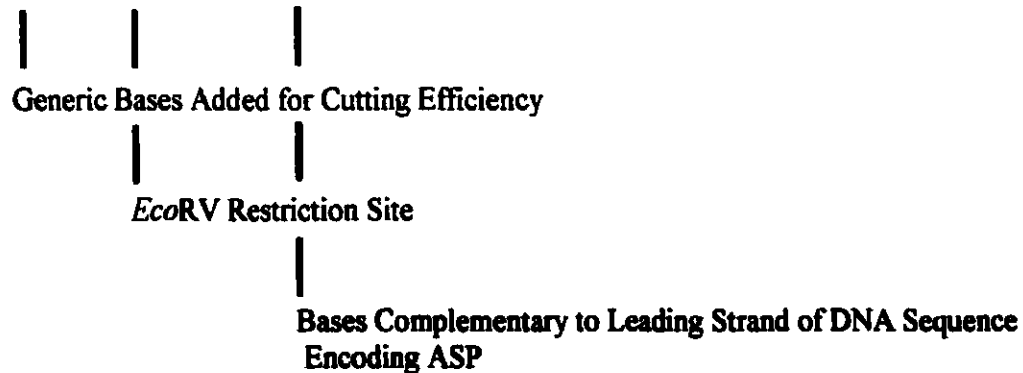 Generic Bases Added for Cutting Efficiency
EcoRV Restriction Site
Bases Complementary to Leading Strand of DNA Sequence
Encoding ASP